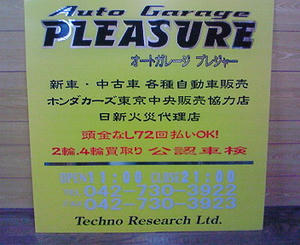 Auto Garage
PLEASURE
オートガレージ プレジャー
新車・中古車 各種自動車販売
ホンダカーズ東京中央販売協力店
日新火災代理店
頭金なし72回払いOK!
2輪.4輪買取り 公認車検
042-730-3922
042-730-3923
Techno Research Ltd.